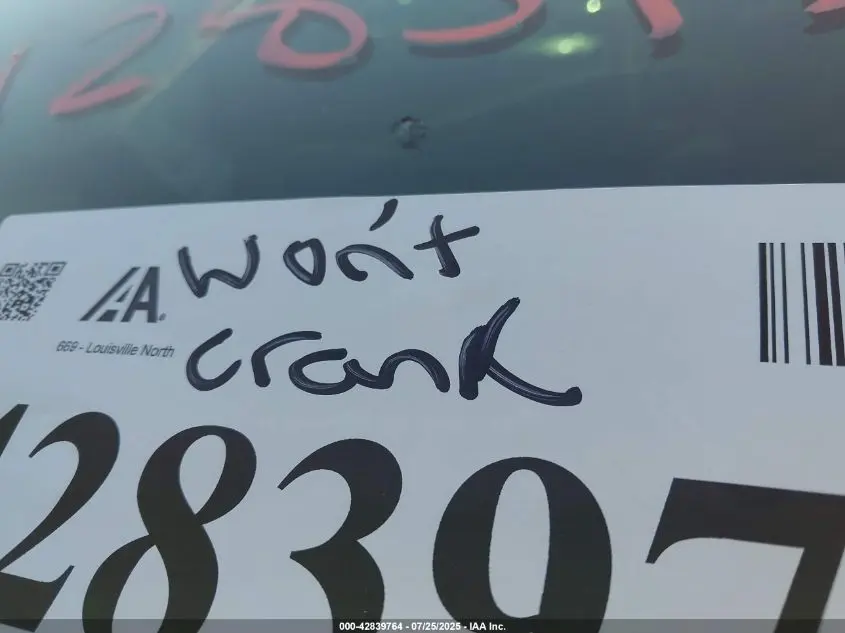 Won't
IAA
crank
669 - Louisville North
28397
000-42839764 - 07/25/2025 - IAA Inc.